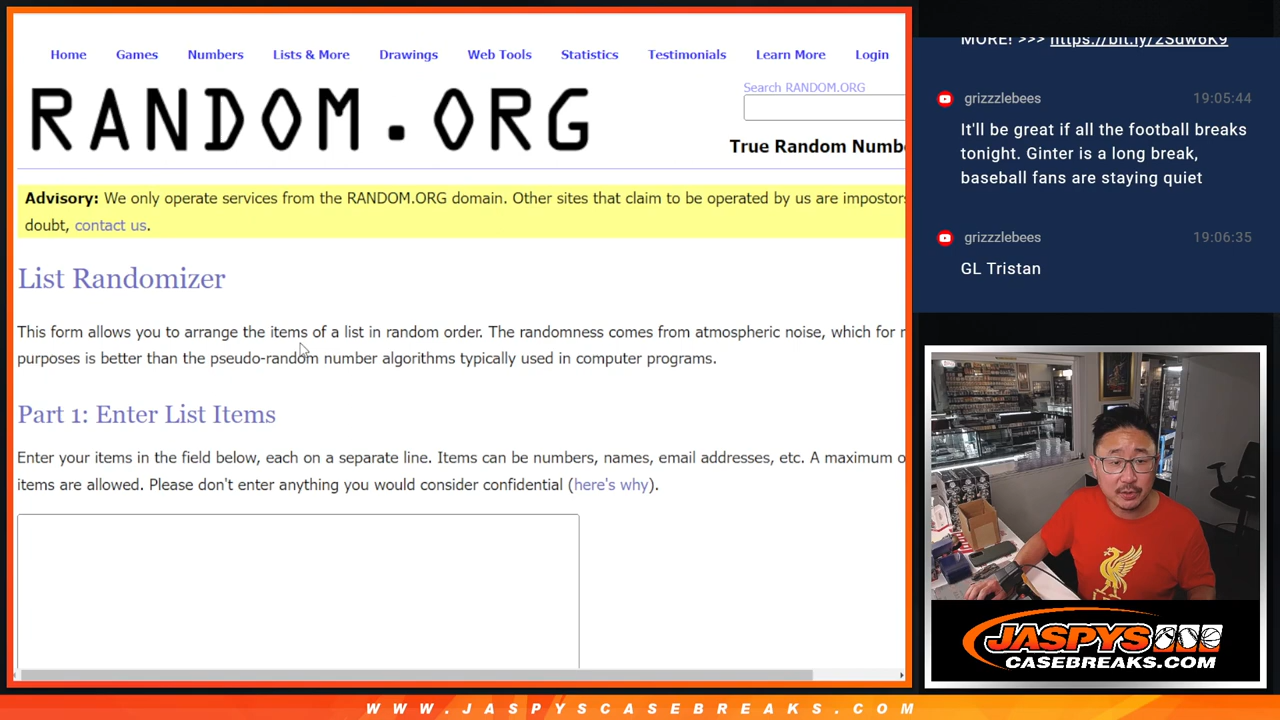 Home Games Numbers Lists & More Drawings Web Tools Statistics Testimonials Learn More Login
RANDOM.ORG
Search RANDOM.ORG
True Random Numb
Advisory: We only operate services from the RANDOM.ORG domain. Other sites that claim to be operated by us are impostors
doubt, contact us.
List Randomizer
This form allows you to arrange the items of a list in random order. The randomness comes from atmospheric noise, which for
purposes is better than the pseudo-random number algorithms typically used in computer programs.
Part 1: Enter List Items
Enter your items in the field below, each on a separate line. Items can be numbers, names, email addresses, etc. A maximum
items are allowed. Please don't enter anything you would consider confidential (here's why).
MORE! >>> https://bit.ly/2Sdw6K9
grizzzlebees 19:05:44
It'll be great if all the football breaks
tonight. Ginter is a long break,
baseball fans are staying quiet
grizzzlebees 19:06:35
GL Tristan
JASPYS
CASEBREAKS.COM
WWW.JASPYSCASEBREAKS.COM